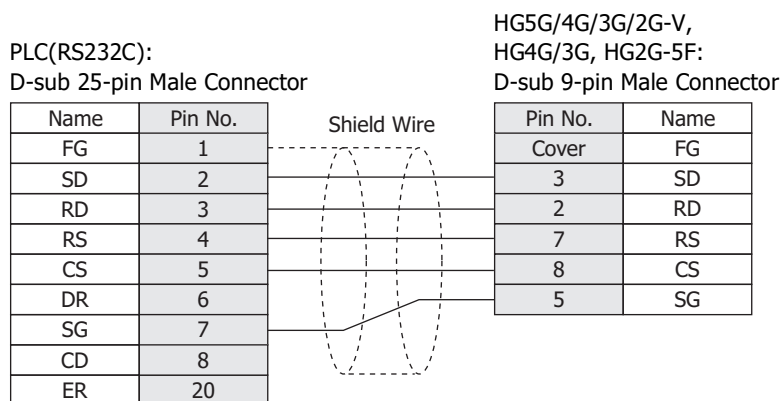 PLC(RS232C):
D-sub 25-pin Male Connector
HG5G/4G/3G/2G-V,
HG4G/3G, HG2G-5F:
D-sub 9-pin Male Connector
Name Pin No. Shield Wire Pin No. Name
FG 1 Cover FG
SD 2 3 SD
RD 3 2 RD
RS 4 7 RS
CS 5 8 CS
DR 6 5 SG
SG 7
CD 8
ER 20